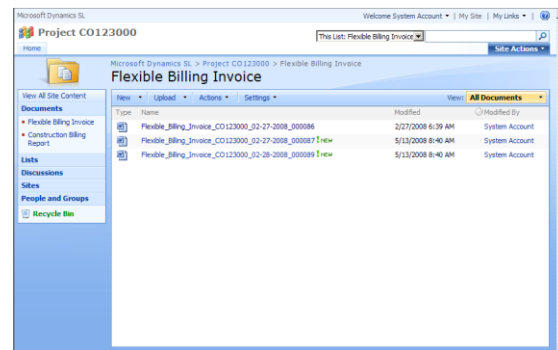 Microsoft Dynamics SL
Welcome System Account | My Site | My Links |
Project CO123000
This List: Flexible Billing Invoice
Home
Site Actions
Microsoft Dynamics SL > Project CO123000 > Flexible Billing Invoice
Flexible Billing Invoice
View All Site Content
Documents
Flexible Billing Invoice
Construction Billing
Report
Lists
Discussions
Sites
People and Groups
Recycle Bin
New Upload Actions Settings View: All Documents
Type Name Modified Modified By
Flexible_Billing_Invoice_CO123000_02-27-2008_000086 2/27/2008 6:39 AM System Account
Flexible_Billing_Invoice_CO123000_02-27-2008_000087 ! NEW 5/13/2008 8:40 AM System Account
Flexible_Billing_Invoice_CO123000_02-28-2008_000089 ! NEW 5/13/2008 8:40 AM System Account